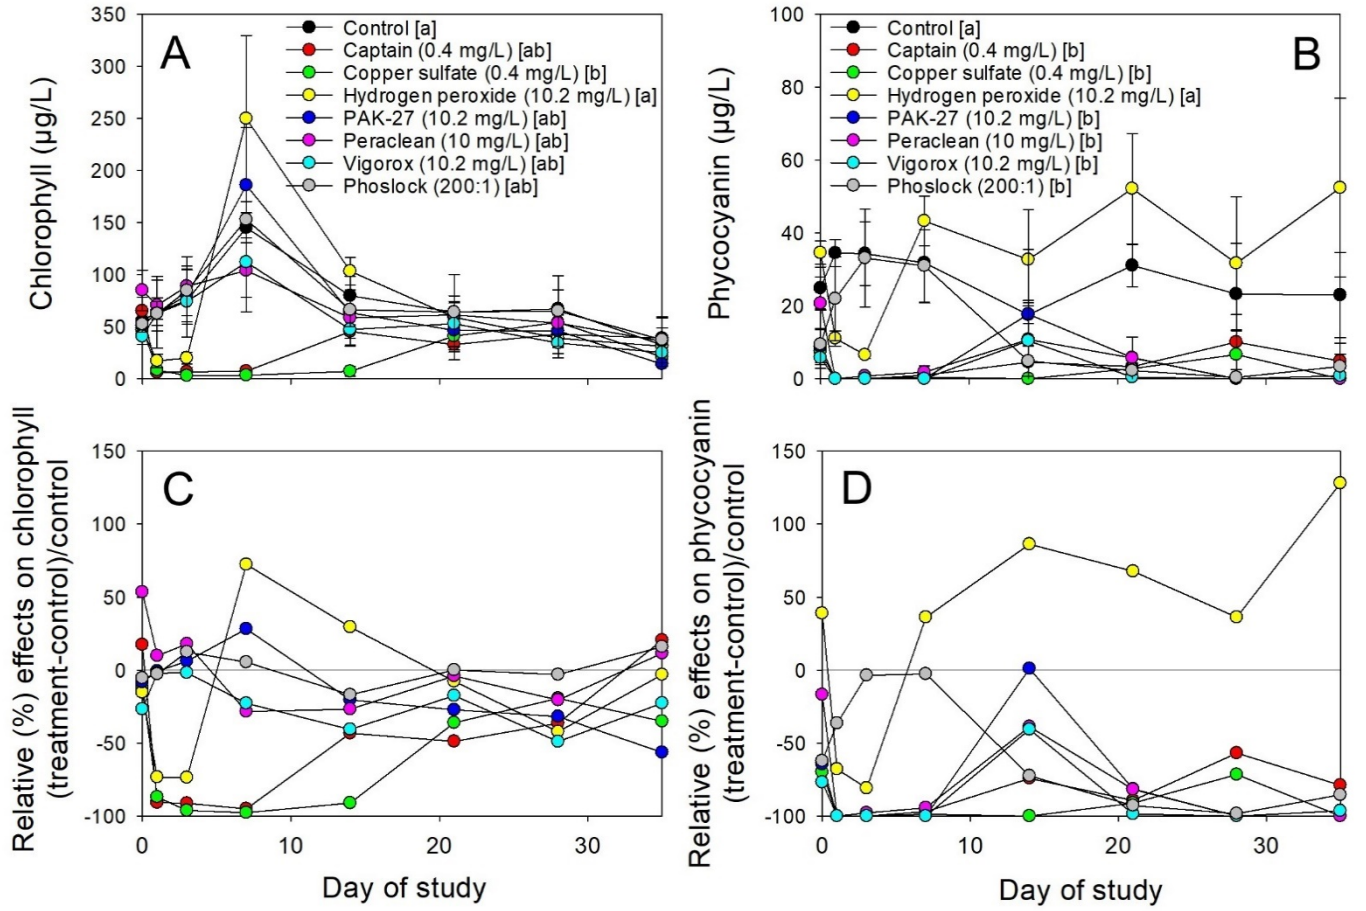 A
Chlorophyll (µg/L)
350
300
250
200
150
100
50
0
Control [a]
Captain (0.4 mg/L) [ab]
Copper sulfate (0.4 mg/L) [b]
Hydrogen peroxide (10.2 mg/L) [a]
PAK-27 (10.2 mg/L) [ab]
Peraclean (10 mg/L) [ab]
Vigorox (10.2 mg/L) [ab]
Phoslock (200:1) [ab]
B
Phycocyanin (µg/L)
100
80
60
40
20
0
Control [a]
Captain (0.4 mg/L) [b]
Copper sulfate (0.4 mg/L) [b]
Hydrogen peroxide (10.2 mg/L) [a]
PAK-27 (10.2 mg/L) [b]
Peraclean (10 mg/L) [b]
Vigorox (10.2 mg/L) [b]
Phoslock (200:1) [b]
C
Relative (%) effects on chlorophyll
(treatment-control)/control
150
100
50
0
-50
-100
0
10
20
30
Day of study
D
Relative (%) effects on phycocyanin
(treatment-control)/control
150
100
50
0
-50
-100
0
10
20
30
Day of study